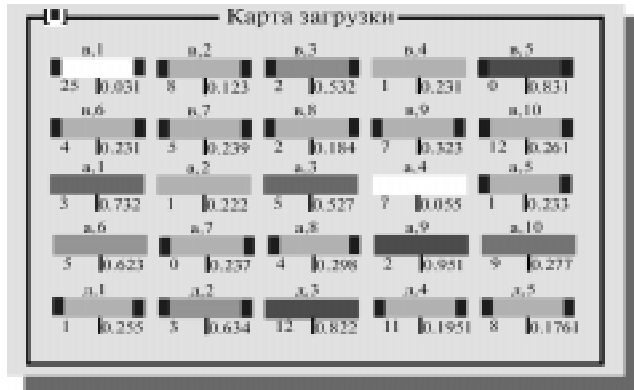 Карта загрузки
в,1 в,2 в,3 в,4 в,5
25 0.031 8 0.123 2 0.532 1 0.231 0 0.831
в,6 в,7 в,8 в,9 в,10
4 0.231 5 0.239 2 0.184 7 0.323 12 0.261
а,1 а,2 а,3 а,4 а,5
3 0.732 1 0.222 5 0.527 7 0.055 1 0.233
а,6 а,7 а,8 а,9 а,10
5 0.623 0 0.237 4 0.298 2 0.951 9 0.277
д,1 д,2 д,3 д,4 д,5
1 0.255 3 0.634 12 0.822 11 0.1951 8 0.1761